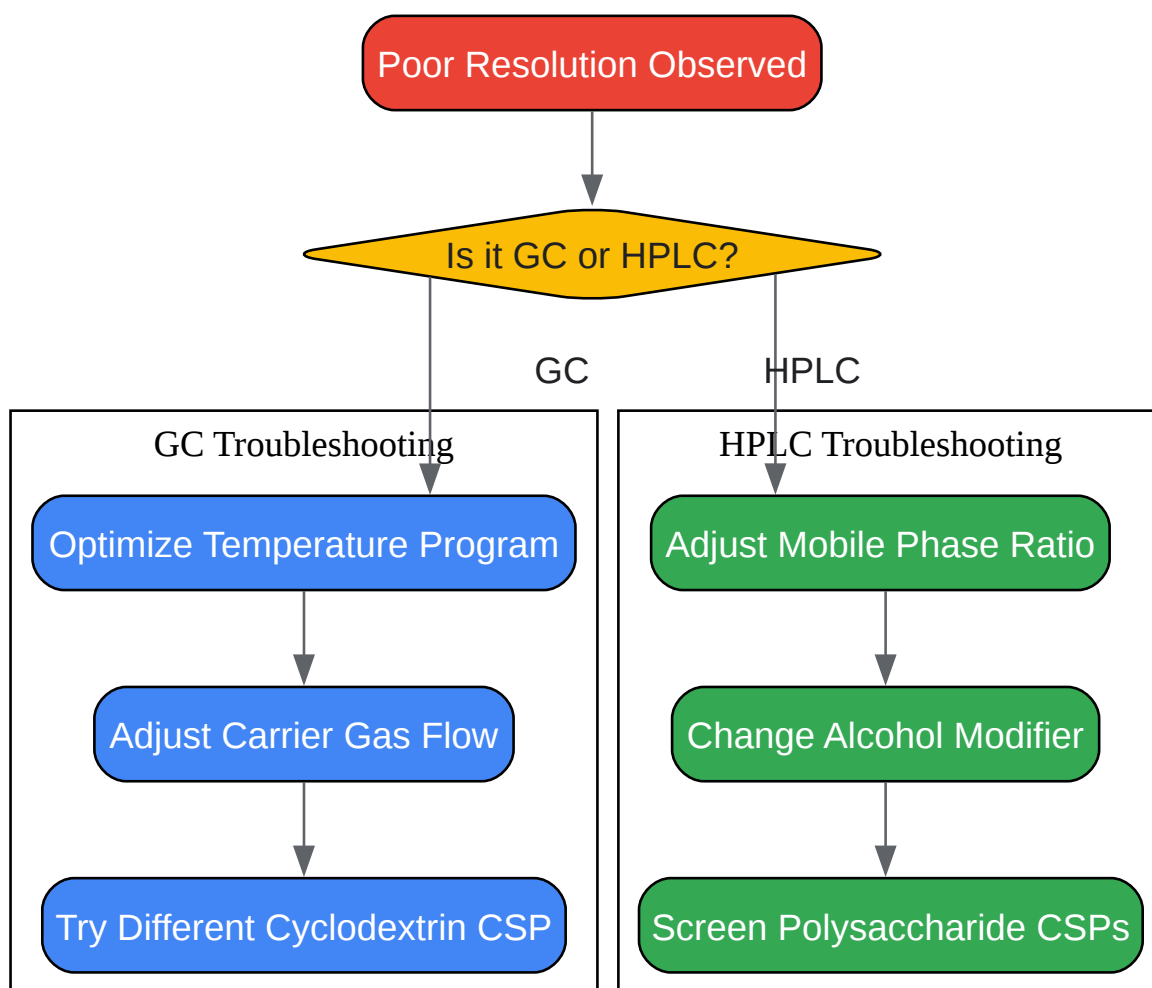 Poor Resolution Observed
Is it GC or HPLC?
GC
HPLC
GC Troubleshooting
Optimize Temperature Program
Adjust Carrier Gas Flow
Try Different Cyclodextrin CSP
HPLC Troubleshooting
Adjust Mobile Phase Ratio
Change Alcohol Modifier
Screen Polysaccharide CSPs